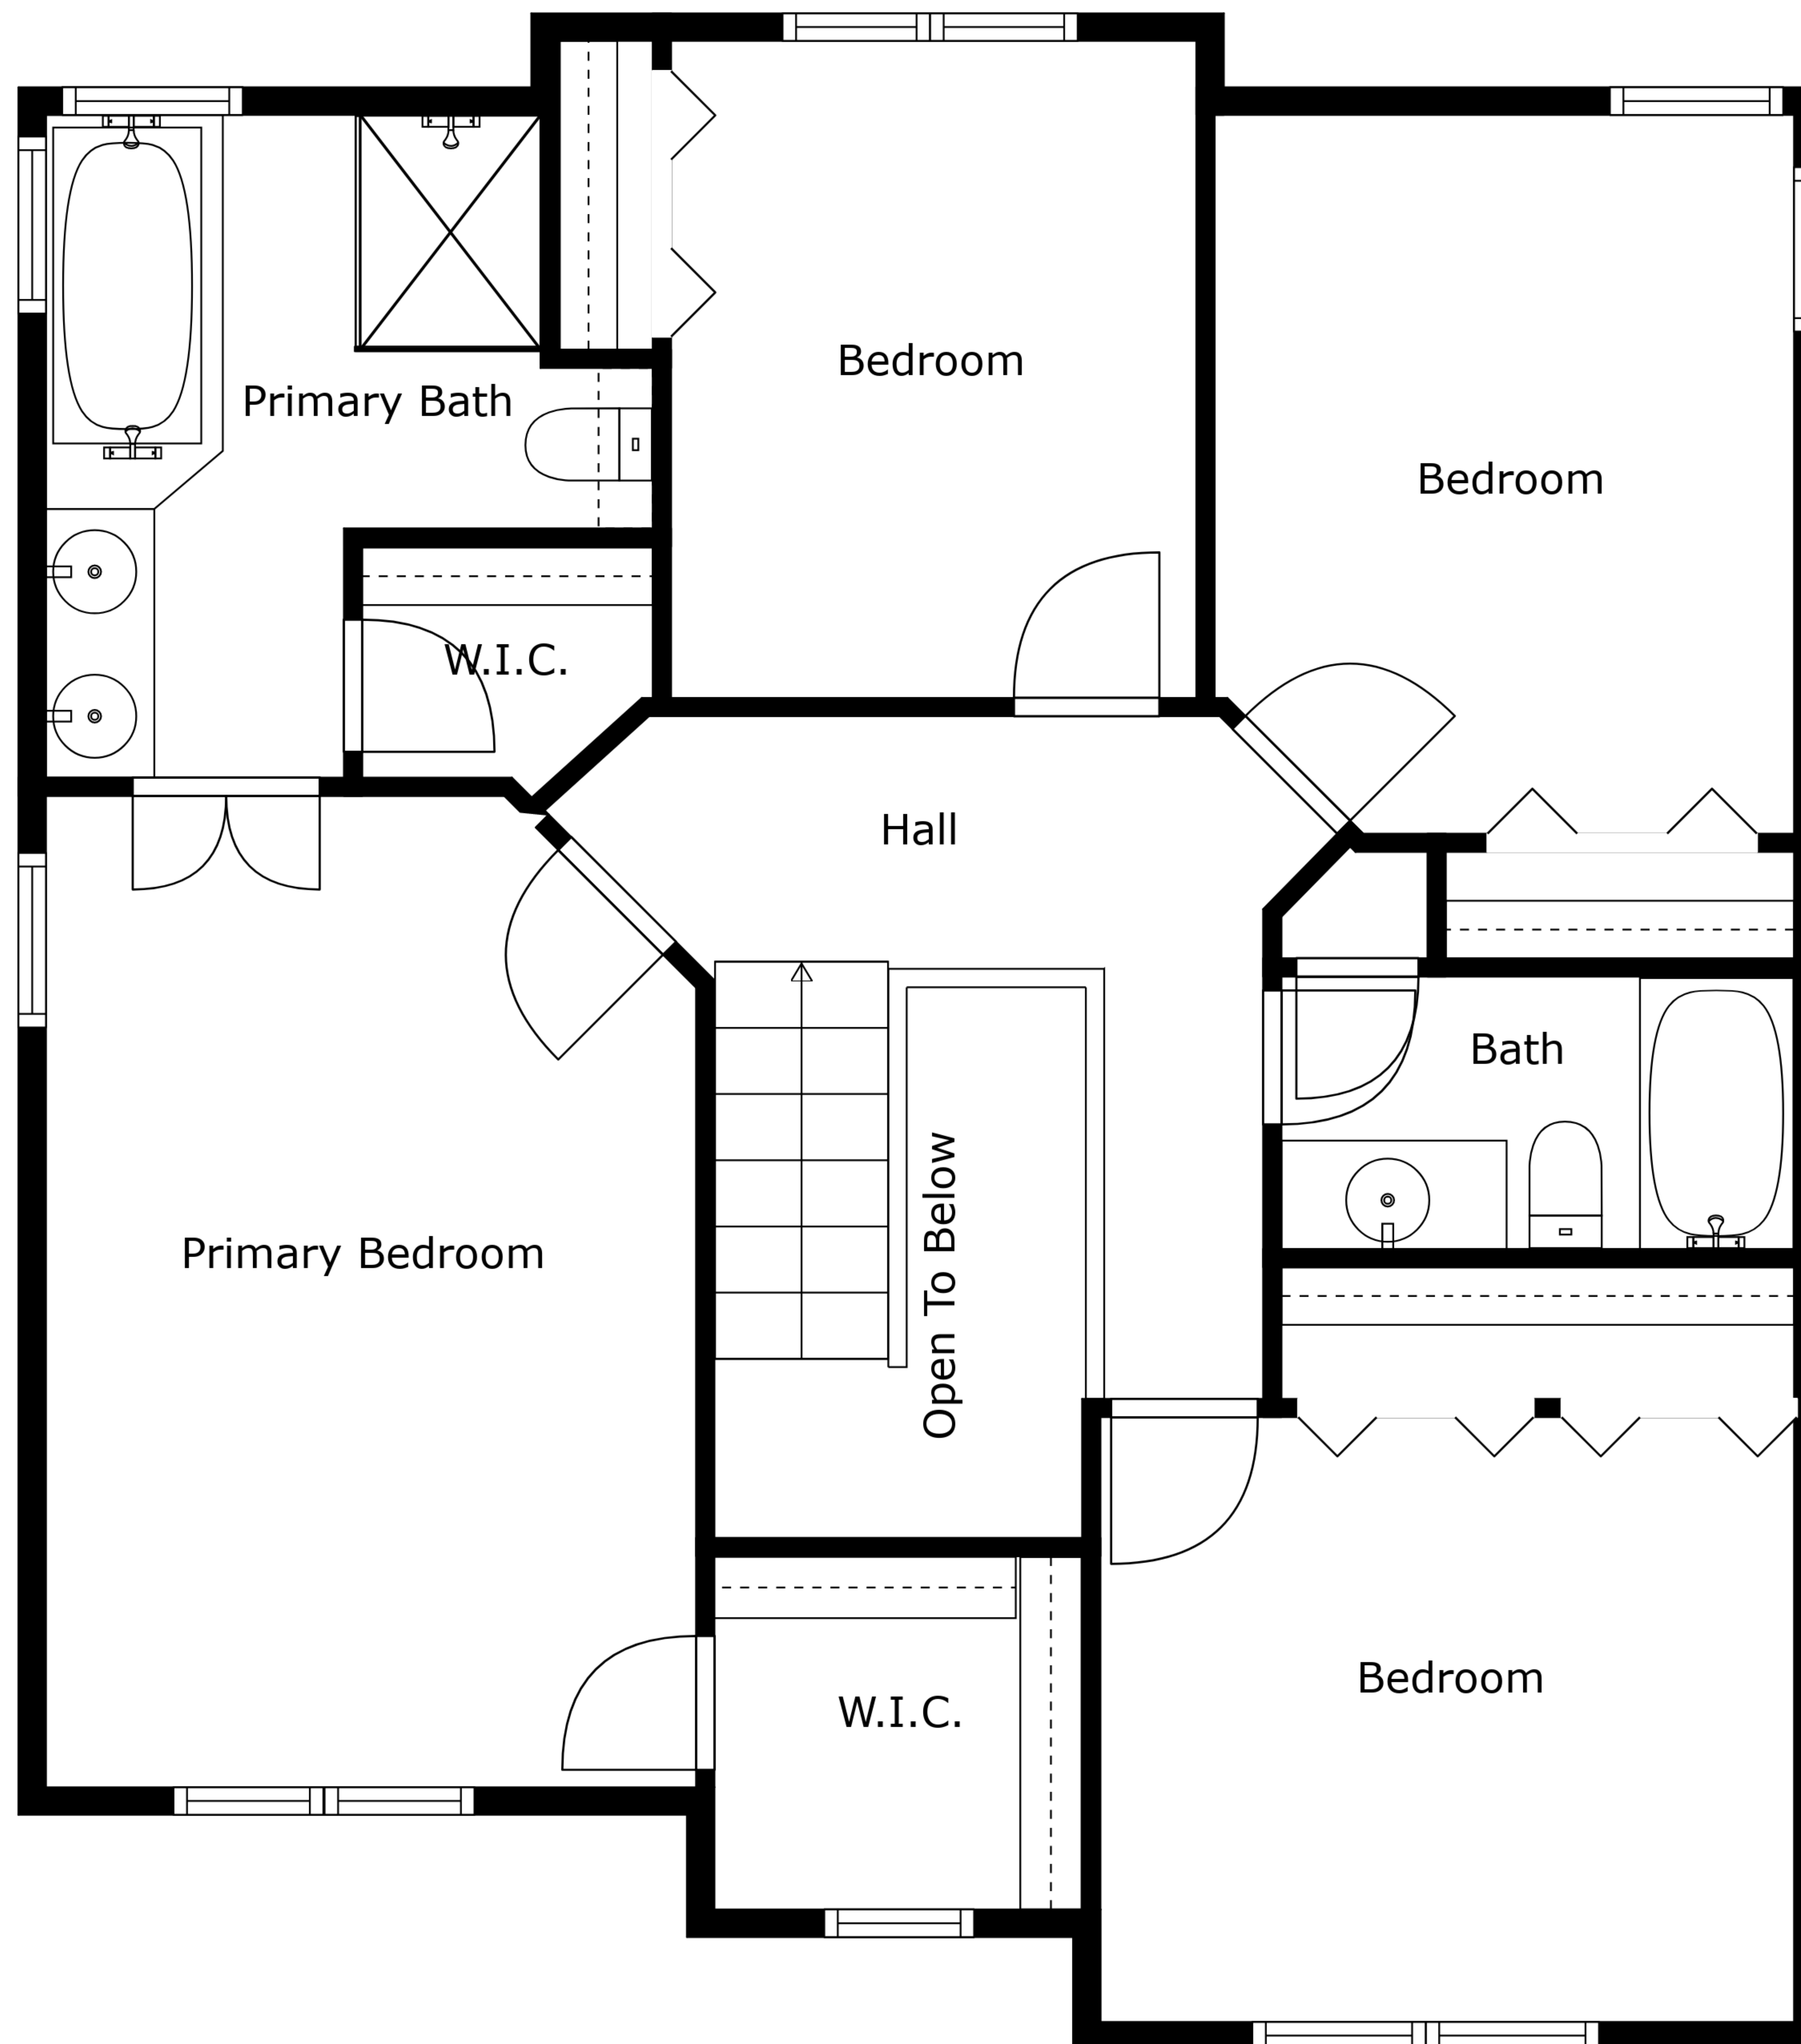 Bedroom
Primary Bath
Bedroom
W.I.C.
Hall
Bath
Primary Bedroom
Open To Below
Bedroom
W.I.C.